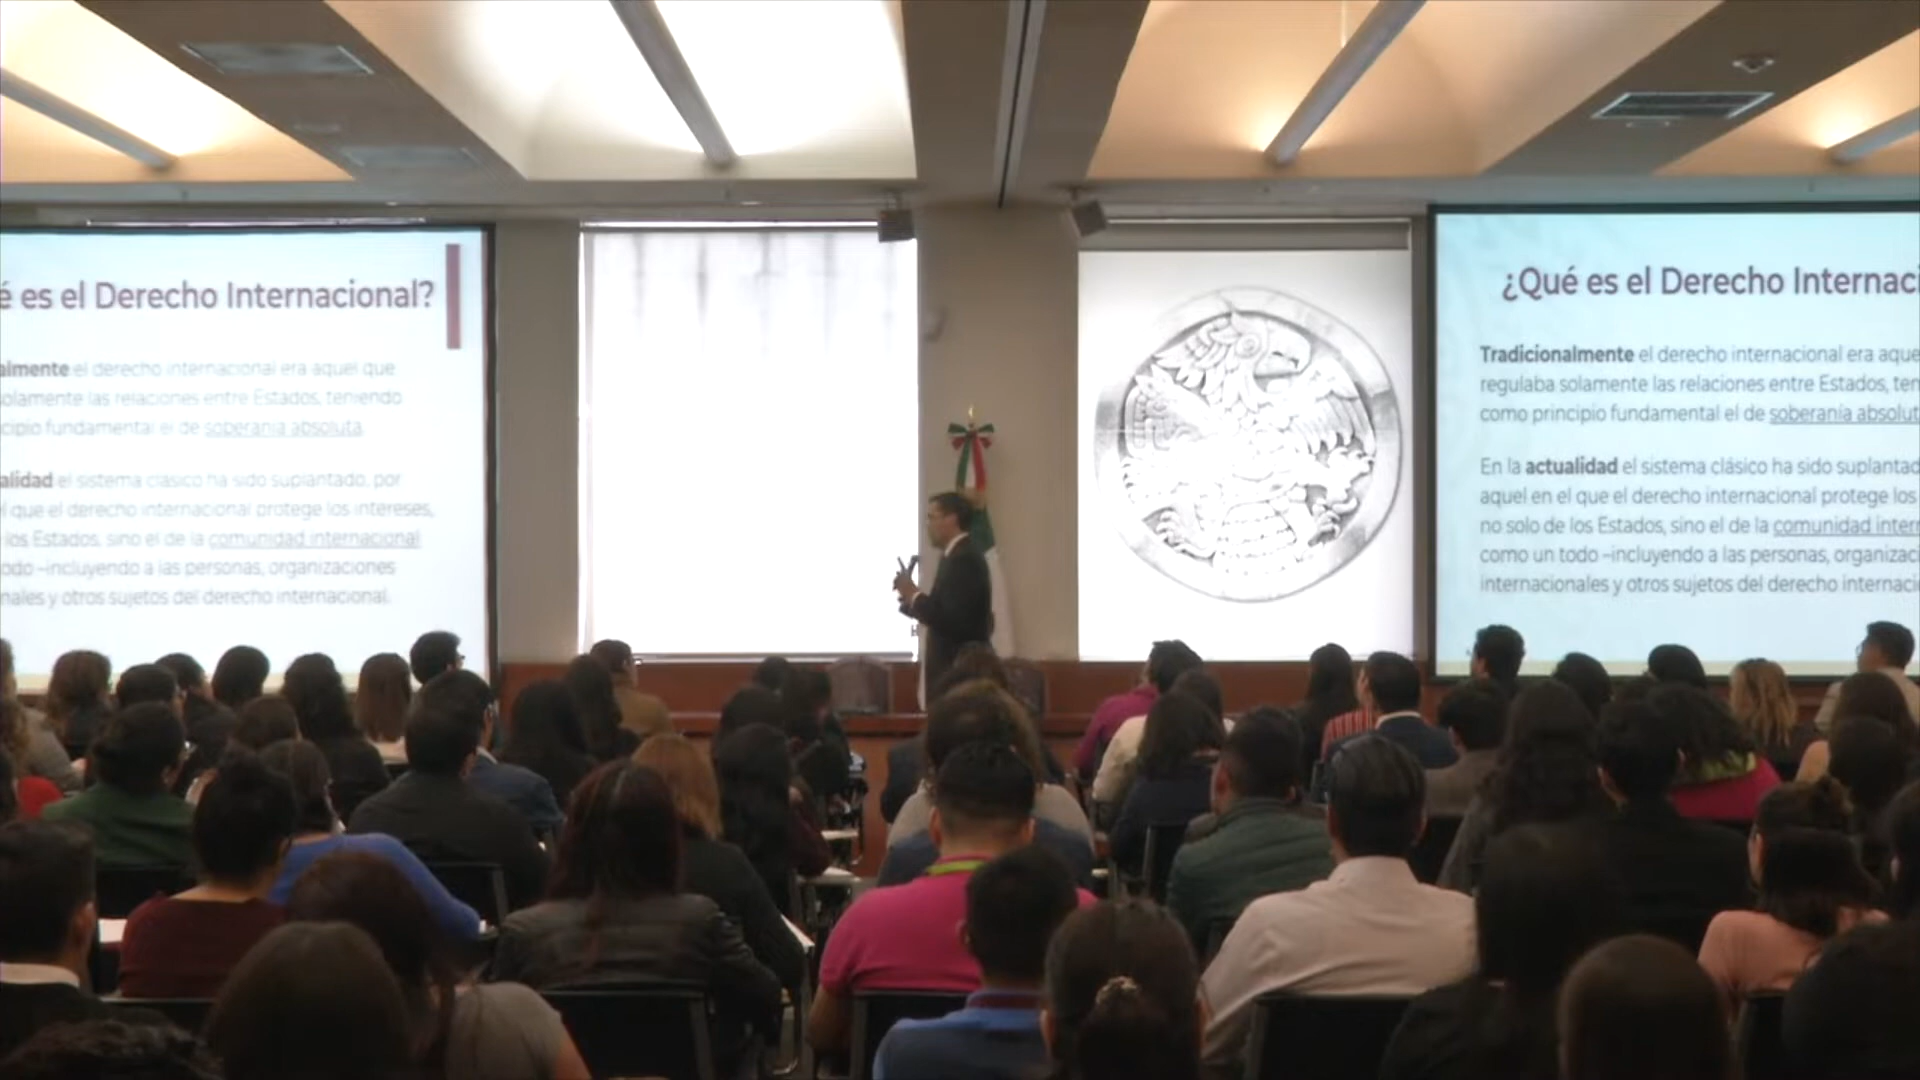 é es el Derecho Internacional?
almente el derecho internacional era aquel que
olamente las relaciones entre Estados, teniendo
cipio fundamental el de soberanía absoluta.
alidad el sistema clásico ha sido suplantado, por
l que el derecho internacional protege los intereses,
los Estados, sino el de la comunidad internacional
odo –incluyendo a las personas, organizaciones
nales y otros sujetos del derecho internacional.
¿Qué es el Derecho Internaci
Tradicionalmente el derecho internacional era aque
regulaba solamente las relaciones entre Estados, ten
como principio fundamental el de soberanía absolut
En la actualidad el sistema clásico ha sido suplantad
aquel en el que el derecho internacional protege los
no solo de los Estados, sino el de la comunidad inter
como un todo –incluyendo a las personas, organizaci
internacionales y otros sujetos del derecho internaci